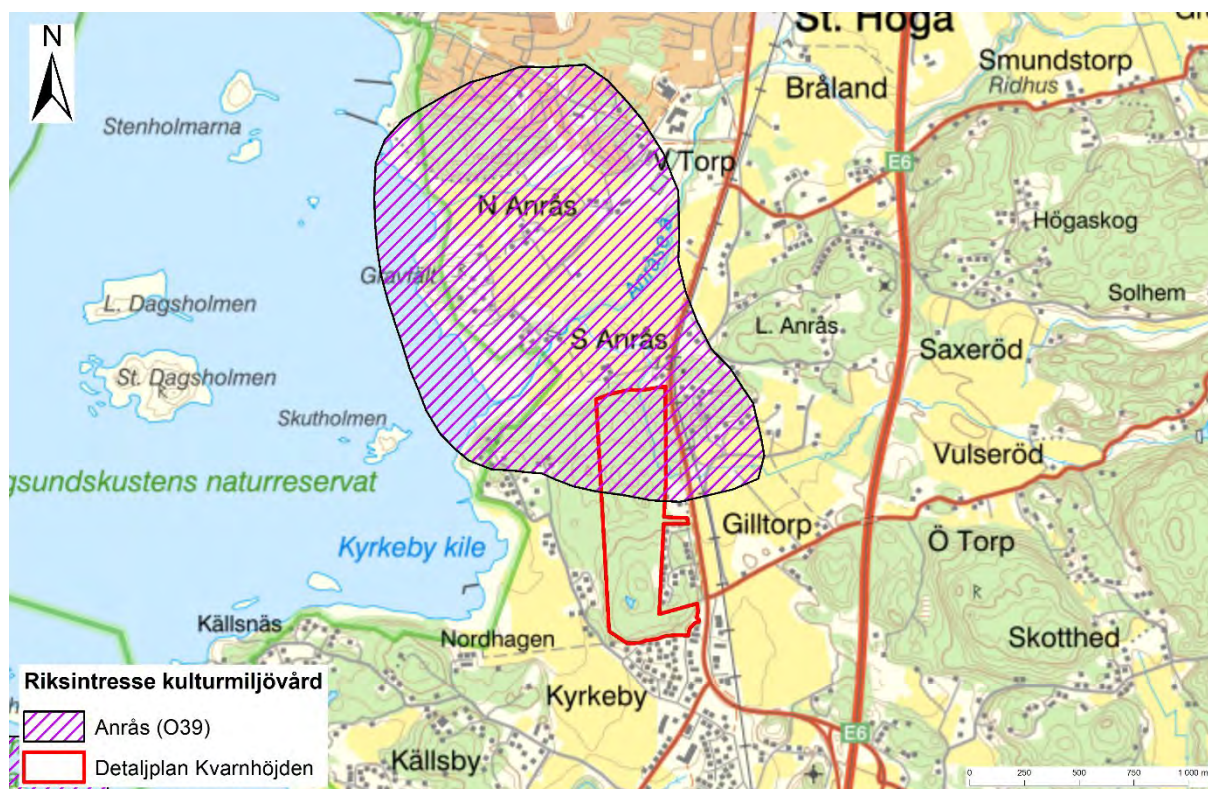 N
St. Höga
Smundstorp
Ridhus
Bråland
Stenholmarna
V Torp
E6
N Anrås
Högaskog
Anråse å
Gravfält
Solhem
L. Dagsholmen
L. Anrås
S Anrås
Saxeröd
St. Dagsholmen
R
Skutholmen
Vulseröd
gsundskustens naturreservat
Gilltorp
Ö Torp
Kyrkeby kile
R
Källsnäs
Nordhagen
Skotthed
Riksintresse kulturmiljövård
Kyrkeby
Anrås (O39)
E6
Källsby
Detaljplan Kvarnhöjden
0 250 500 750 1 000 m